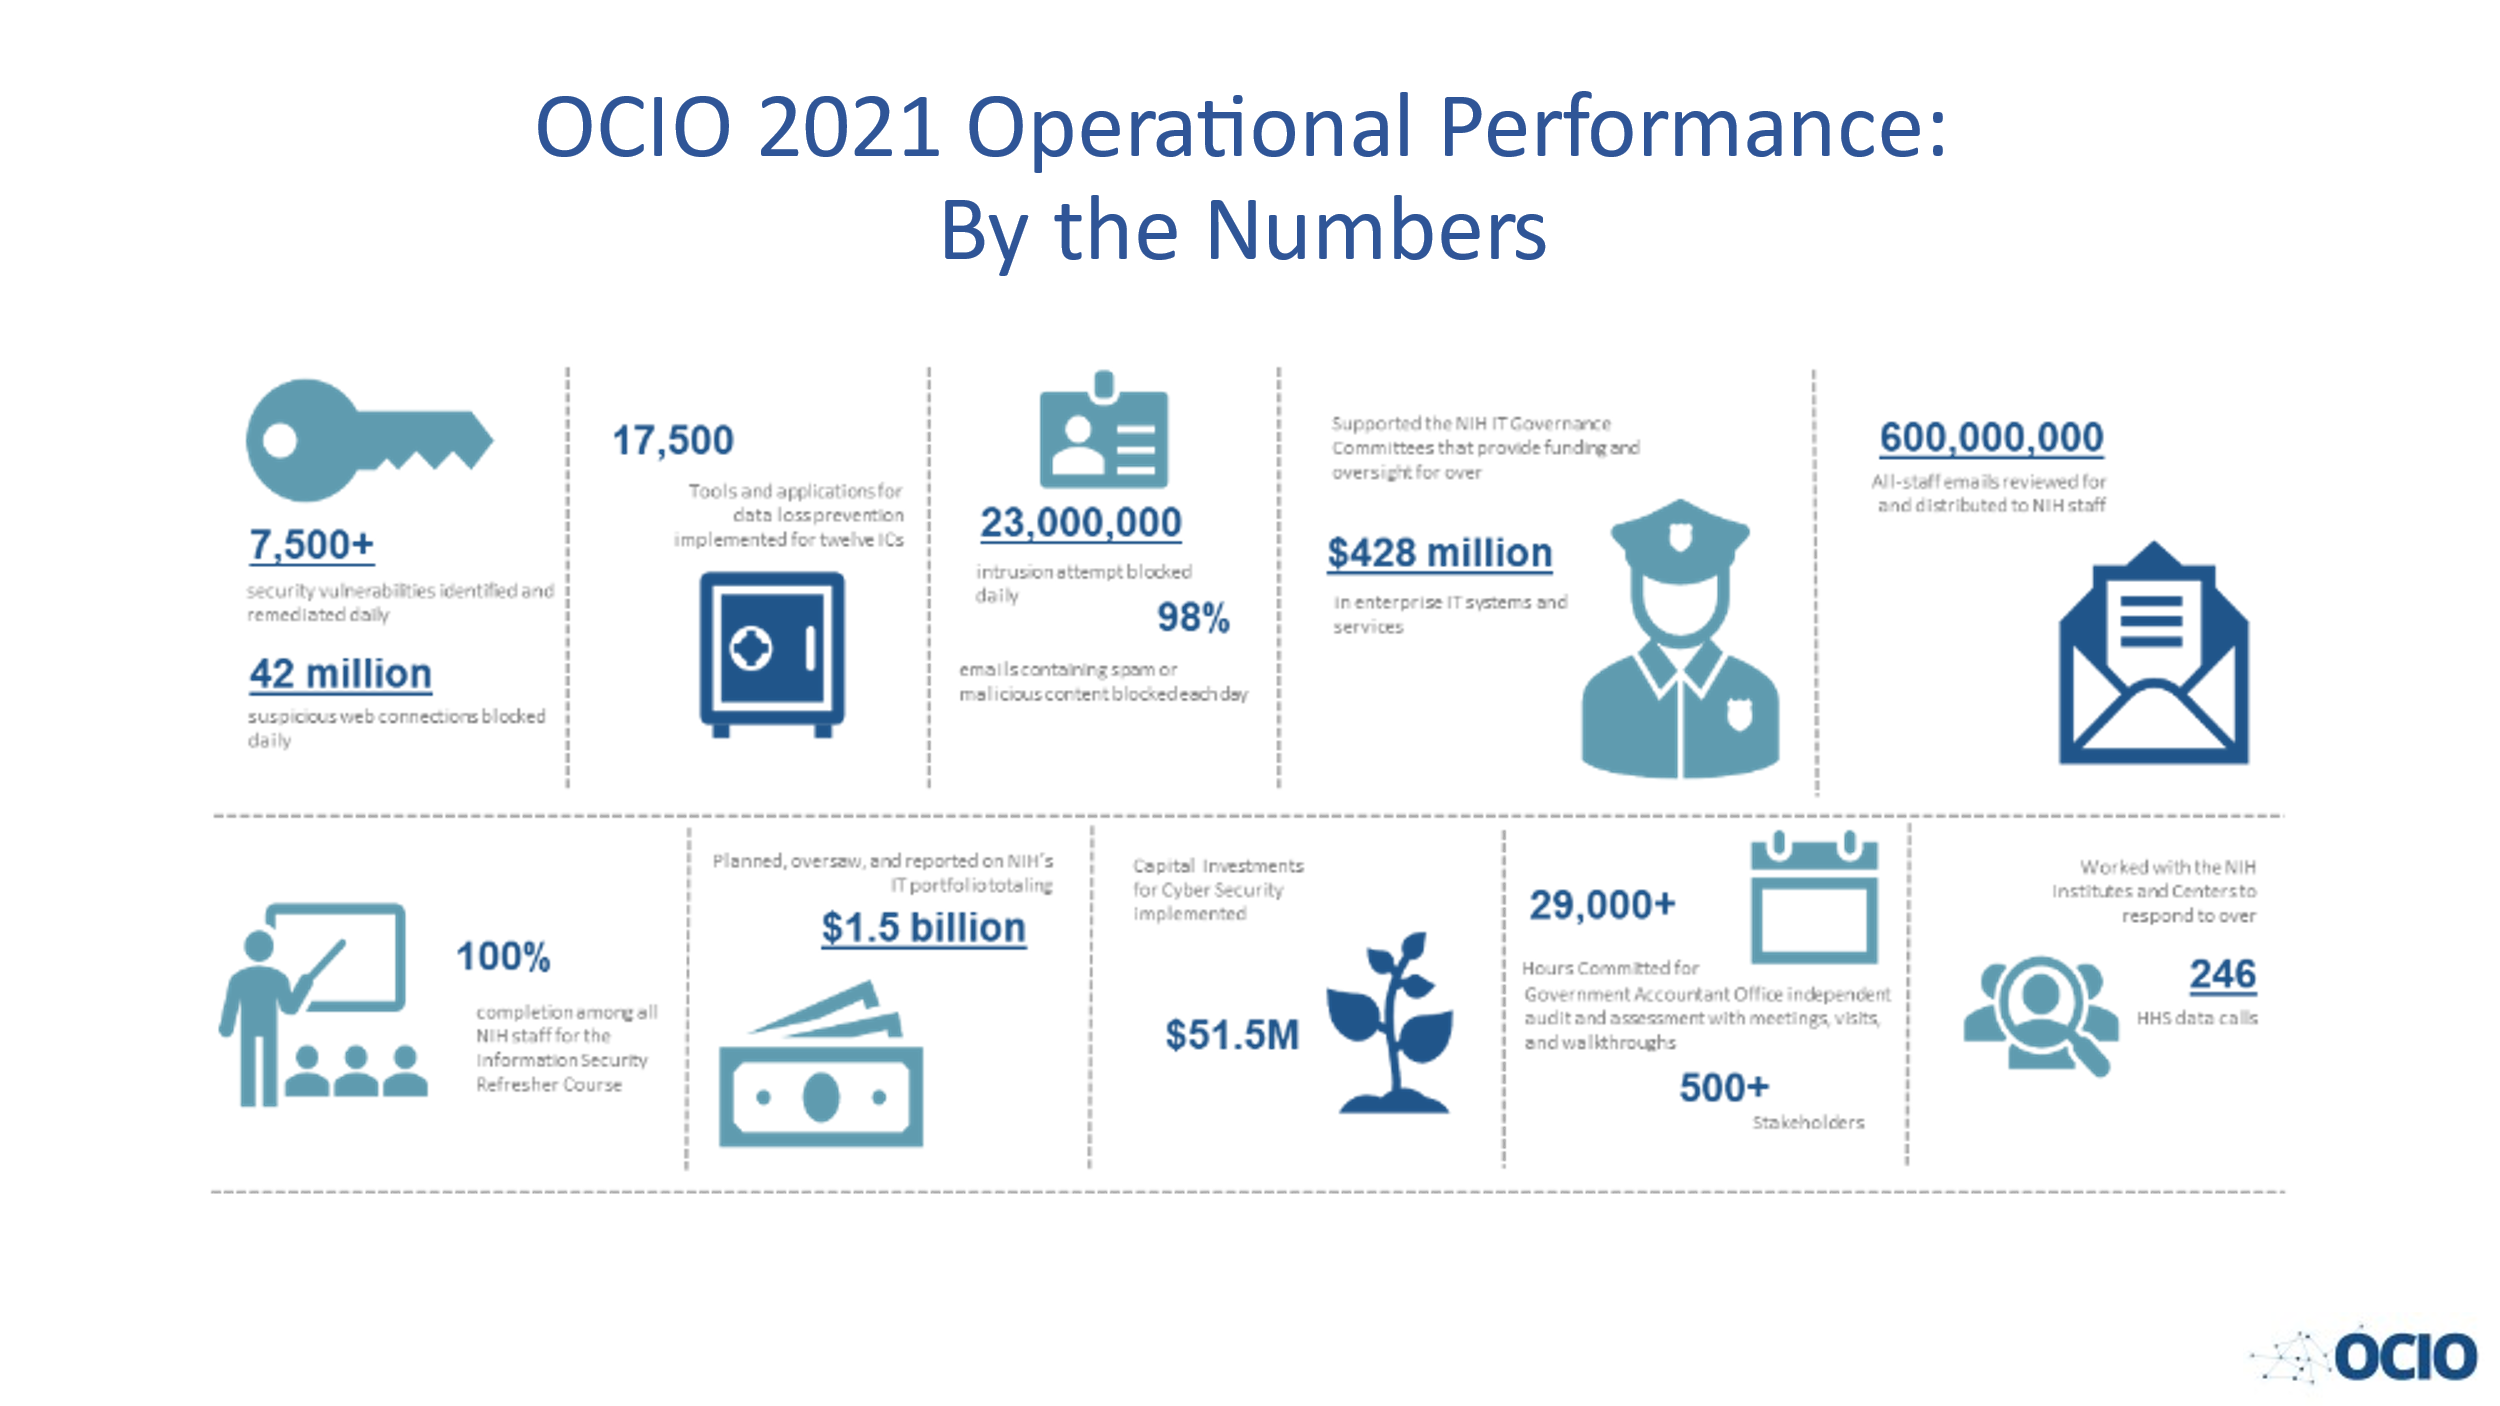 OCIO 2021 Operational Performance:
By the Numbers
7,500+
security vulnerabilities identified and
remediated daily
42 million
suspicious web connections blocked
daily
17,500
Tools and applications for
data loss prevention
implemented for twelve ICs
23,000,000
intrusion attempt blocked
daily
98%
emails containing spam or
malicious content blocked each day
Supported the NIH IT Governance
Committees that provide funding and
oversight for over
$428 million
in enterprise IT systems and
services
600,000,000
All-staff emails reviewed for
and distributed to NIH staff
100%
completion among all
NIH staff for the
Information Security
Refresher Course
Planned, oversaw, and reported on NIH's
IT portfolio totaling
$1.5 billion
Capital Investments
for Cyber Security
implemented
$51.5M
29,000+
Hours Committed for
Government Accountant Office independent
audit and assessment with meetings, visits,
and walkthroughs
500+
Stakeholders
Worked with the NIH
Institutes and Centers to
respond to over
246
HHS data calls
OCIO